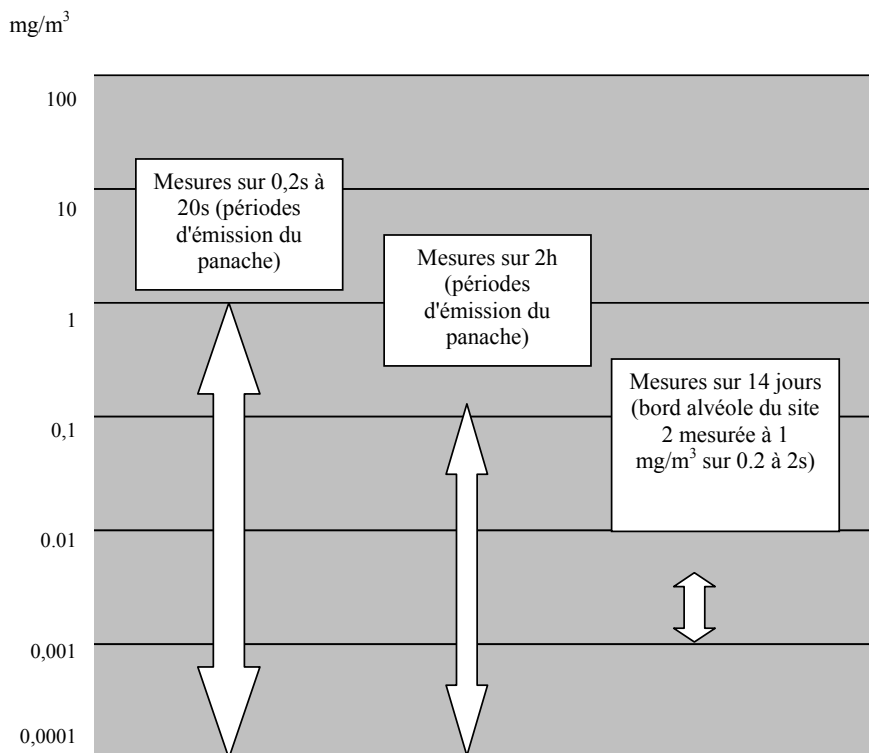 mg/m³
100
10
1
0,1
0.01
0,001
0,0001
Mesures sur 0,2s à
20s (périodes
d'émission du
panache)
Mesures sur 2h
(périodes
d'émission du
panache)
Mesures sur 14 jours
(bord alvéole du site
2 mesurée à 1
mg/m³ sur 0.2 à 2s)